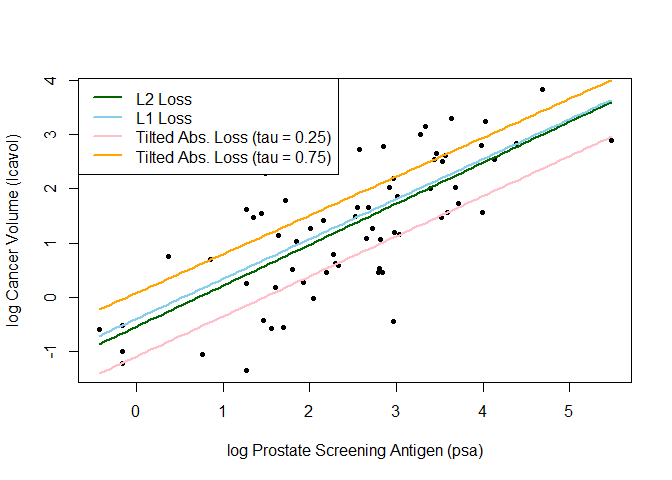 L2 Loss
L1 Loss
Tilted Abs. Loss (tau = 0.25)
Tilted Abs. Loss (tau = 0.75)
log Cancer Volume (lcavol)
4
3
2
1
0
-1
0 1 2 3 4 5
log Prostate Screening Antigen (psa)